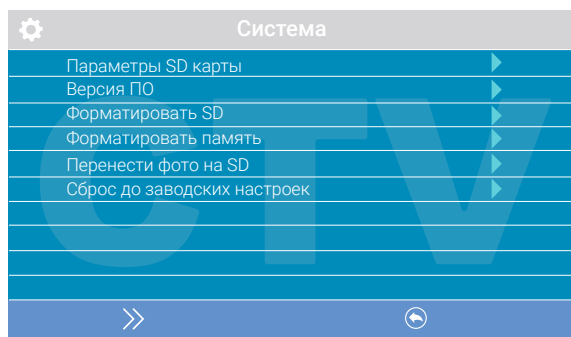 Система
Параметры SD карты
Версия ПО
Форматировать SD
Форматировать память
Перенести фото на SD
Сброс до заводских настроек
CTV